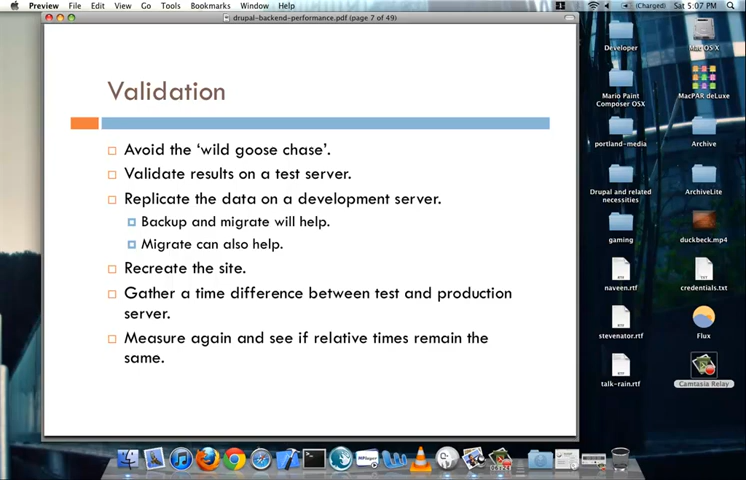 Preview File Edit View Go Tools Bookmarks Window Help
(Charged) Sat 5:07 PM
drupal-backend-performance.pdf (page 7 of 49)
Validation
Avoid the ‘wild goose chase’.
Validate results on a test server.
Replicate the data on a development server.
Backup and migrate will help.
Migrate can also help.
Recreate the site.
Gather a time difference between test and production
server.
Measure again and see if relative times remain the
same.
Developer
Mac OS X
Mario Paint
Composer OSX
MacPAR deLuxe
portland-media
Archive
Drupal and related
necessities
ArchiveLite
gaming
duckbeck.mp4
naveen.rtf
credentials.txt
stevenator.rtf
Flux
talk-rain.rtf
Camtasia Relay